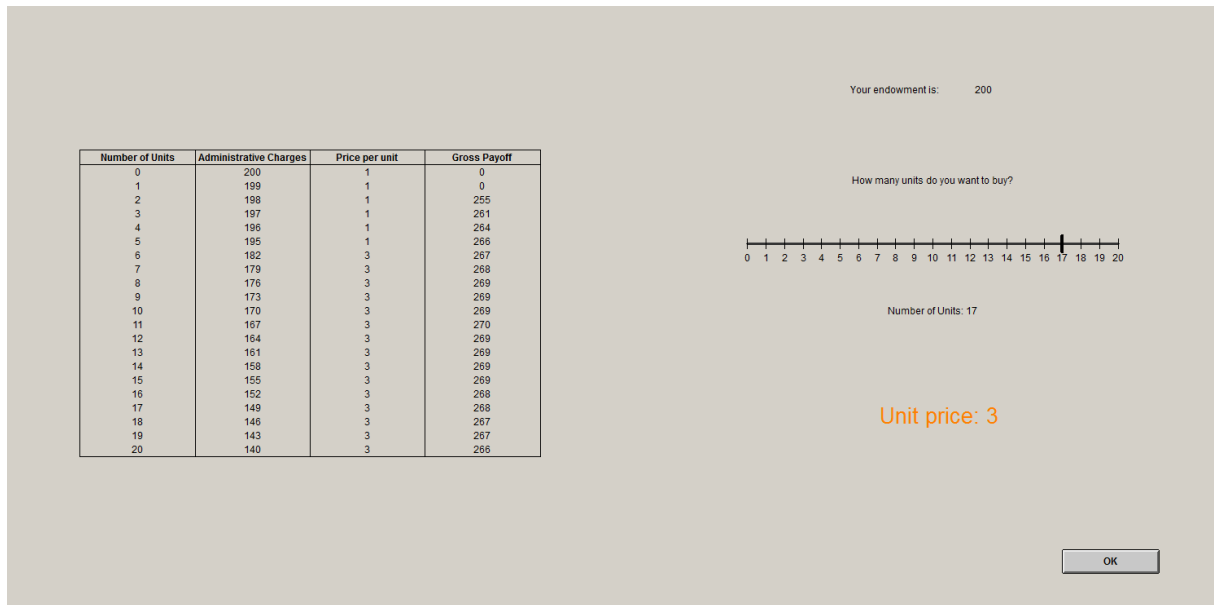 Your endowment is: 200
Number of Units Administrative Charges Price per unit Gross Payoff
0 200 1 0
1 199 1 0
2 198 1 255
3 197 1 261
4 196 1 264
5 195 1 266
6 182 3 267
7 179 3 268
8 176 3 269
9 173 3 269
10 170 3 269
11 167 3 270
12 164 3 269
13 161 3 269
14 158 3 269
15 155 3 269
16 152 3 268
17 149 3 268
18 146 3 267
19 143 3 267
20 140 3 266
How many units do you want to buy?
0 1 2 3 4 5 6 7 8 9 10 11 12 13 14 15 16 17 18 19 20
Number of Units: 17
Unit price: 3
OK